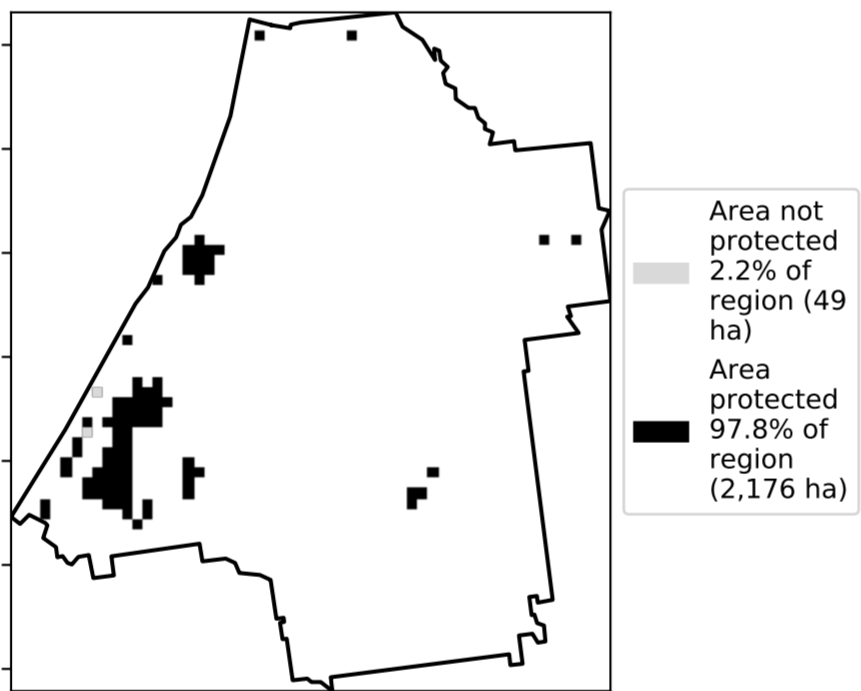 Area not
protected
2.2% of
region (49
ha)
Area
protected
97.8% of
region
(2,176 ha)